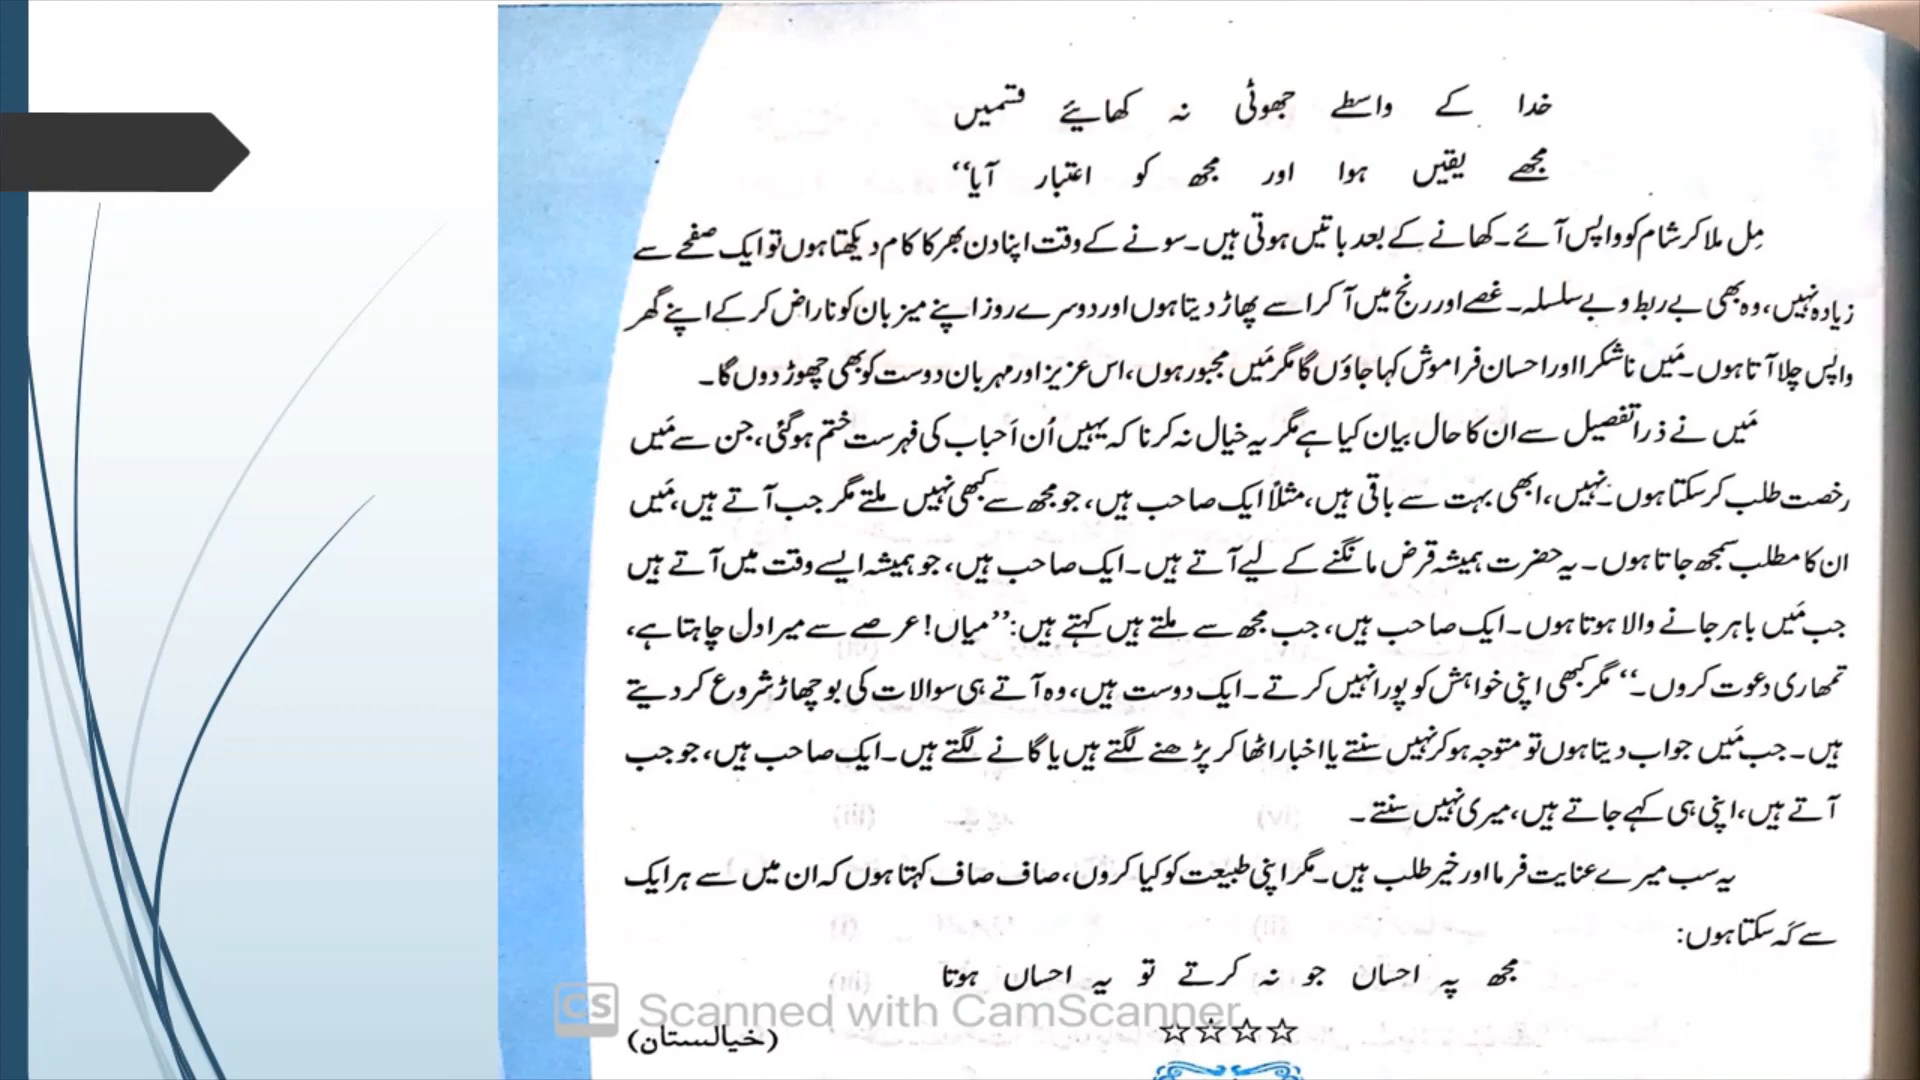 خدا کے واسطے جھوٹی نہ کھائیے قسمیں
مجھے یقیں ہوا اور مجھ کو اعتبار آیا‘‘
مِل ملا کر شام کو واپس آئے۔ کھانے کے بعد باتیں ہوتی ہیں۔ سونے کے وقت اپنا دن بھر کا کام دیکھتا ہوں تو ایک صفحے سے
زیادہ نہیں، وہ بھی بے ربط و بے سلسلہ۔ غصے اور رنج میں آ کر اسے پھاڑ دیتا ہوں اور دوسرے روز اپنے میزبان کو ناراض کر کے اپنے گھر
واپس چلا آتا ہوں۔ مَیں ناشکرا اور احسان فراموش کہا جاؤں گا مگر مَیں مجبور ہوں، اس عزیز اور مہربان دوست کو بھی چھوڑ دوں گا۔
مَیں نے ذرا تفصیل سے ان کا حال بیان کیا ہے مگر یہ خیال نہ کرنا کہ یہیں اُن اَحباب کی فہرست ختم ہوگئی، جن سے مَیں
رخصت طلب کر سکتا ہوں۔ نہیں، ابھی بہت سے باقی ہیں، مثلاً ایک صاحب ہیں، جو مجھ سے کبھی نہیں ملتے مگر جب آتے ہیں، مَیں
ان کا مطلب سمجھ جاتا ہوں۔ یہ حضرت ہمیشہ قرض مانگنے کے لیے آتے ہیں۔ ایک صاحب ہیں، جو ہمیشہ ایسے وقت میں آتے ہیں
جب مَیں باہر جانے والا ہوتا ہوں۔ ایک صاحب ہیں، جب مجھ سے ملتے ہیں کہتے ہیں: ’’میاں! عرصے سے میرا دل چاہتا ہے،
تمھاری دعوت کروں۔‘‘ مگر کبھی اپنی خواہش کو پورا نہیں کرتے۔ ایک دوست ہیں، وہ آتے ہی سوالات کی بوچھاڑ شروع کر دیتے
ہیں۔ جب مَیں جواب دیتا ہوں تو متوجہ ہو کر نہیں سنتے یا اخبار اٹھا کر پڑھنے لگتے ہیں یا گانے لگتے ہیں۔ ایک صاحب ہیں، جو جب
آتے ہیں، اپنی ہی کہے جاتے ہیں، میری نہیں سنتے۔
یہ سب میرے عنایت فرما اور خیر طلب ہیں۔ مگر اپنی طبیعت کو کیا کروں، صاف صاف کہتا ہوں کہ ان میں سے ہر ایک
سے کَہ سکتا ہوں:
مجھ پہ احساں جو نہ کرتے تو یہ احساں ہوتا
CS Scanned with CamScanner
☆☆☆☆
(خیالستان)